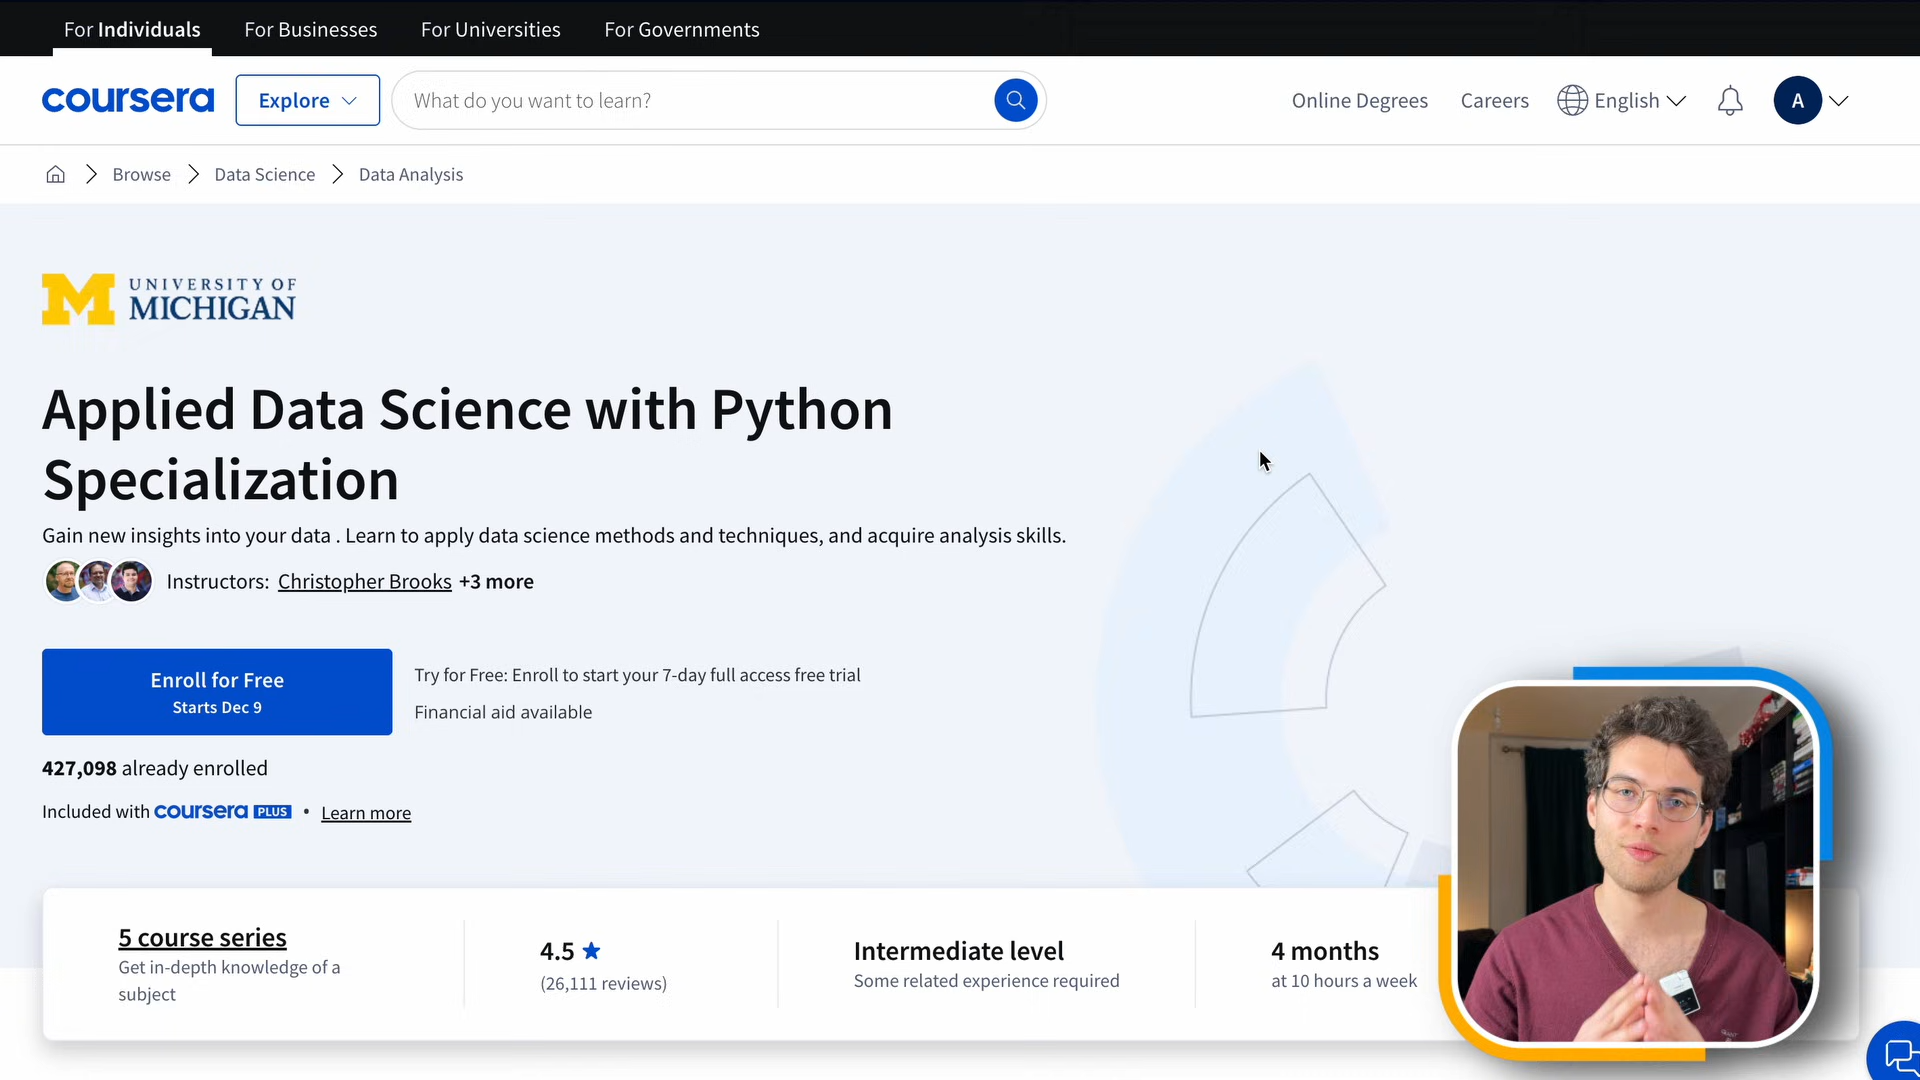 For Individuals For Businesses For Universities For Governments
coursera Explore What do you want to learn? Online Degrees Careers English A
Browse Data Science Data Analysis
UNIVERSITY OF
MICHIGAN
Applied Data Science with Python
Specialization
Gain new insights into your data . Learn to apply data science methods and techniques, and acquire analysis skills.
Instructors: Christopher Brooks +3 more
Enroll for Free
Starts Dec 9
Try for Free: Enroll to start your 7-day full access free trial
Financial aid available
427,098 already enrolled
Included with coursera PLUS • Learn more
5 course series
Get in-depth knowledge of a
subject
4.5
(26,111 reviews)
Intermediate level
Some related experience required
4 months
at 10 hours a week